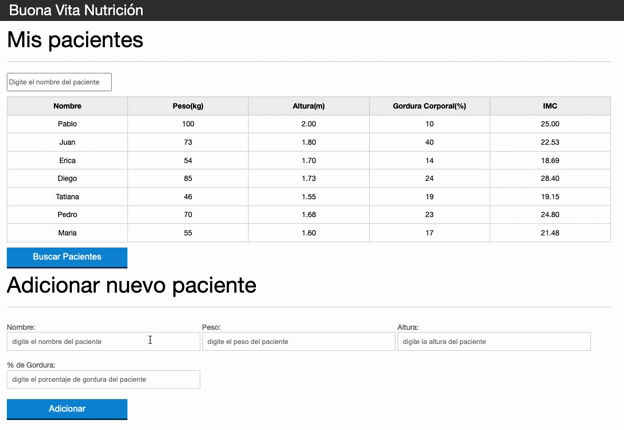 Buona Vita Nutrición
Mis pacientes
Digite el nombre del paciente
Nombre Peso(kg) Altura(m) Gordura Corporal(%) IMC
Pablo 100 2.00 10 25.00
Juan 73 1.80 40 22.53
Erica 54 1.70 14 18.69
Diego 85 1.73 24 28.40
Tatiana 46 1.55 19 19.15
Pedro 70 1.68 23 24.80
Maria 55 1.60 17 21.48
Buscar Pacientes
Adicionar nuevo paciente
Nombre: Peso: Altura:
digite el nombre del paciente digite el peso del paciente digite la altura del paciente
% de Gordura:
digite el porcentaje de gordura del paciente
Adicionar